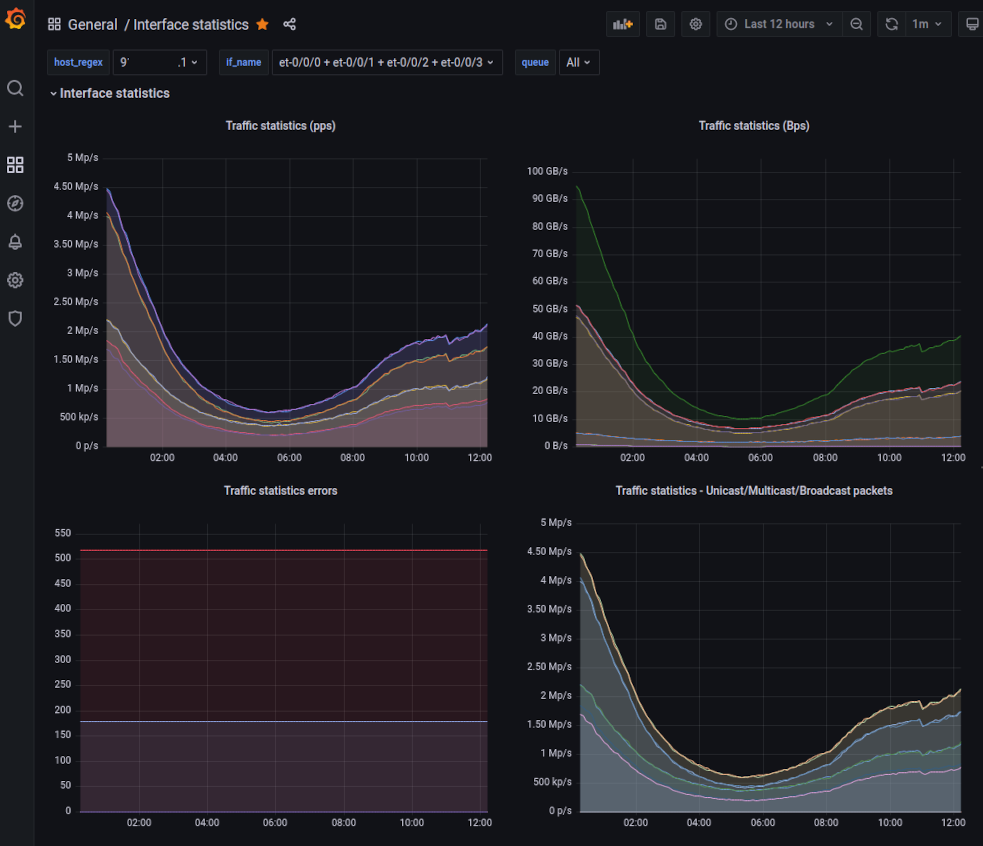 General / Interface statistics
Last 12 hours
1m
host_regex 9' .1 if_name et-0/0/0 + et-0/0/1 + et-0/0/2 + et-0/0/3 queue All
Interface statistics
Traffic statistics (pps)
5 Mp/s
4.50 Mp/s
4 Mp/s
3.50 Mp/s
3 Mp/s
2.50 Mp/s
2 Mp/s
1.50 Mp/s
1 Mp/s
500 kp/s
0 p/s
02:00 04:00 06:00 08:00 10:00 12:00
Traffic statistics (Bps)
100 GB/s
90 GB/s
80 GB/s
70 GB/s
60 GB/s
50 GB/s
40 GB/s
30 GB/s
20 GB/s
10 GB/s
0 B/s
02:00 04:00 06:00 08:00 10:00 12:00
Traffic statistics errors
550
500
450
400
350
300
250
200
150
100
50
0
02:00 04:00 06:00 08:00 10:00 12:00
Traffic statistics - Unicast/Multicast/Broadcast packets
5 Mp/s
4.50 Mp/s
4 Mp/s
3.50 Mp/s
3 Mp/s
2.50 Mp/s
2 Mp/s
1.50 Mp/s
1 Mp/s
500 kp/s
0 p/s
02:00 04:00 06:00 08:00 10:00 12:00